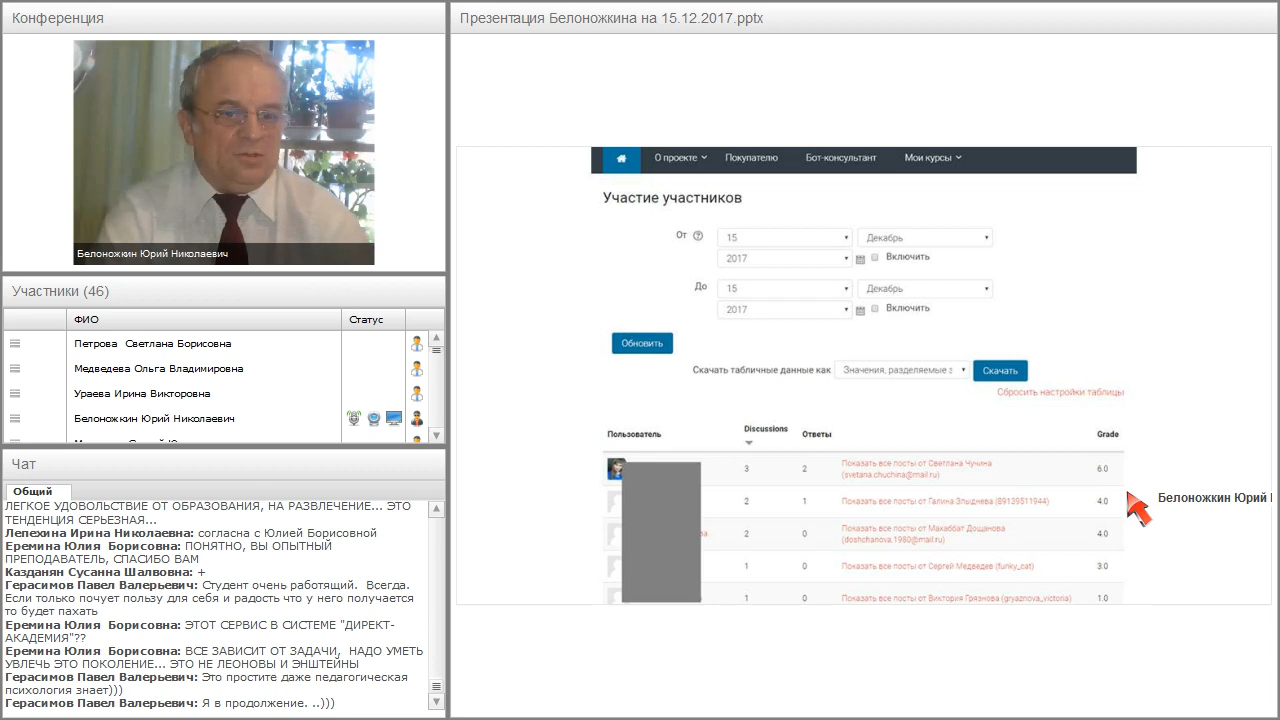 Конференция
Белоножкин Юрий Николаевич
Участники (46)
ФИО
Статус
Петрова Светлана Борисовна
Медведева Ольга Владимировна
Ураева Ирина Викторовна
Белоножкин Юрий Николаевич
Чат
Общий
ЛЕГКОЕ УДОВОЛЬСТВИЕ ОТ ОБРАЗОВАНИЯ, НА РАЗВЛЕЧЕНИЕ... ЭТО
ТЕНДЕНЦИЯ СЕРЬЕЗНАЯ...
Лепехина Ирина Николаевна: согласна с Юлией Борисовной
Еремина Юлия Борисовна: ПОНЯТНО, ВЫ ОПЫТНЫЙ
ПРЕПОДАВАТЕЛЬ, СПАСИБО ВАМ
Казданян Сусанна Шалвовна: +
Герасимов Павел Валерьевич: Студент очень работящий. Всегда.
Если только почует пользу для себя и радость что у него получается
то будет пахать
Еремина Юлия Борисовна: ЭТОТ СЕРВИС В СИСТЕМЕ "ДИРЕКТ-
АКАДЕМИЯ"??
Еремина Юлия Борисовна: ВСЕ ЗАВИСИТ ОТ ЗАДАЧИ, НАДО УМЕТЬ
УВЛЕЧЬ ЭТО ПОКОЛЕНИЕ... ЭТО НЕ ЛЕОНОВЫ И ЭНШТЕЙНЫ
Герасимов Павел Валерьевич: Это простите даже педагогическая
психология знает)))
Герасимов Павел Валерьевич: Я в продолжение. ..)))
Презентация Белоножкина на 15.12.2017.pptx
О проекте Покупателю Бот-консультант Мои курсы
Участие участников
От 15 Декабрь
2017 Включить
До 15 Декабрь
2017 Включить
Обновить
Скачать табличные данные как Значения, разделяемые з Скачать
Сбросить настройки таблицы
Пользователь Discussions Ответы Grade
3 2 Показать все посты от Светлана Чучина (svetana.chuchina@mail.ru) 6.0
2 1 Показать все посты от Галина Злыднева (89139511944) 4.0
ва 2 0 Показать все посты от Махаббат Дощанова (doshchanova.1980@mail.ru) 4.0
1 0 Показать все посты от Сергей Медведев (funky_cat) 3.0
1 0 Показать все посты от Виктория Грязнова (gryaznova_victoria) 1.0
Белоножкин Юрий